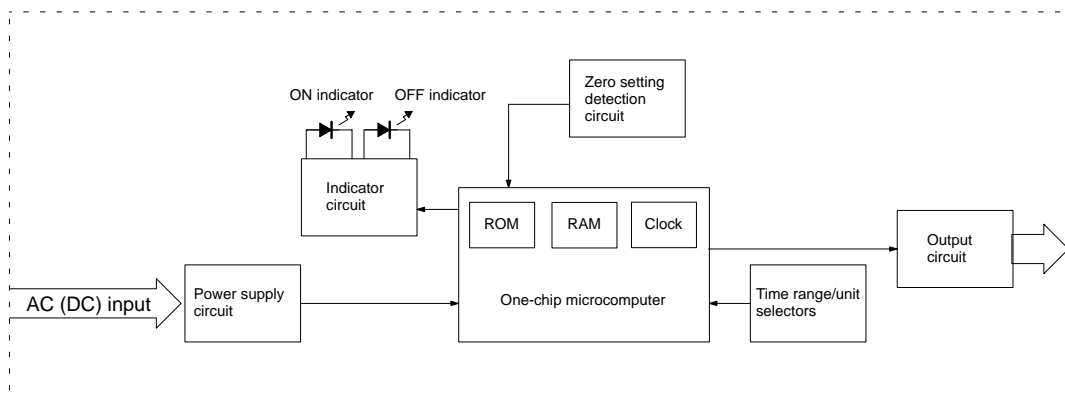 Zero setting
detection
circuit
ON indicator
OFF indicator
Indicator
circuit
ROM
RAM
Clock
One-chip microcomputer
Output
circuit
AC (DC) input
Power supply
circuit
Time range/unit
selectors